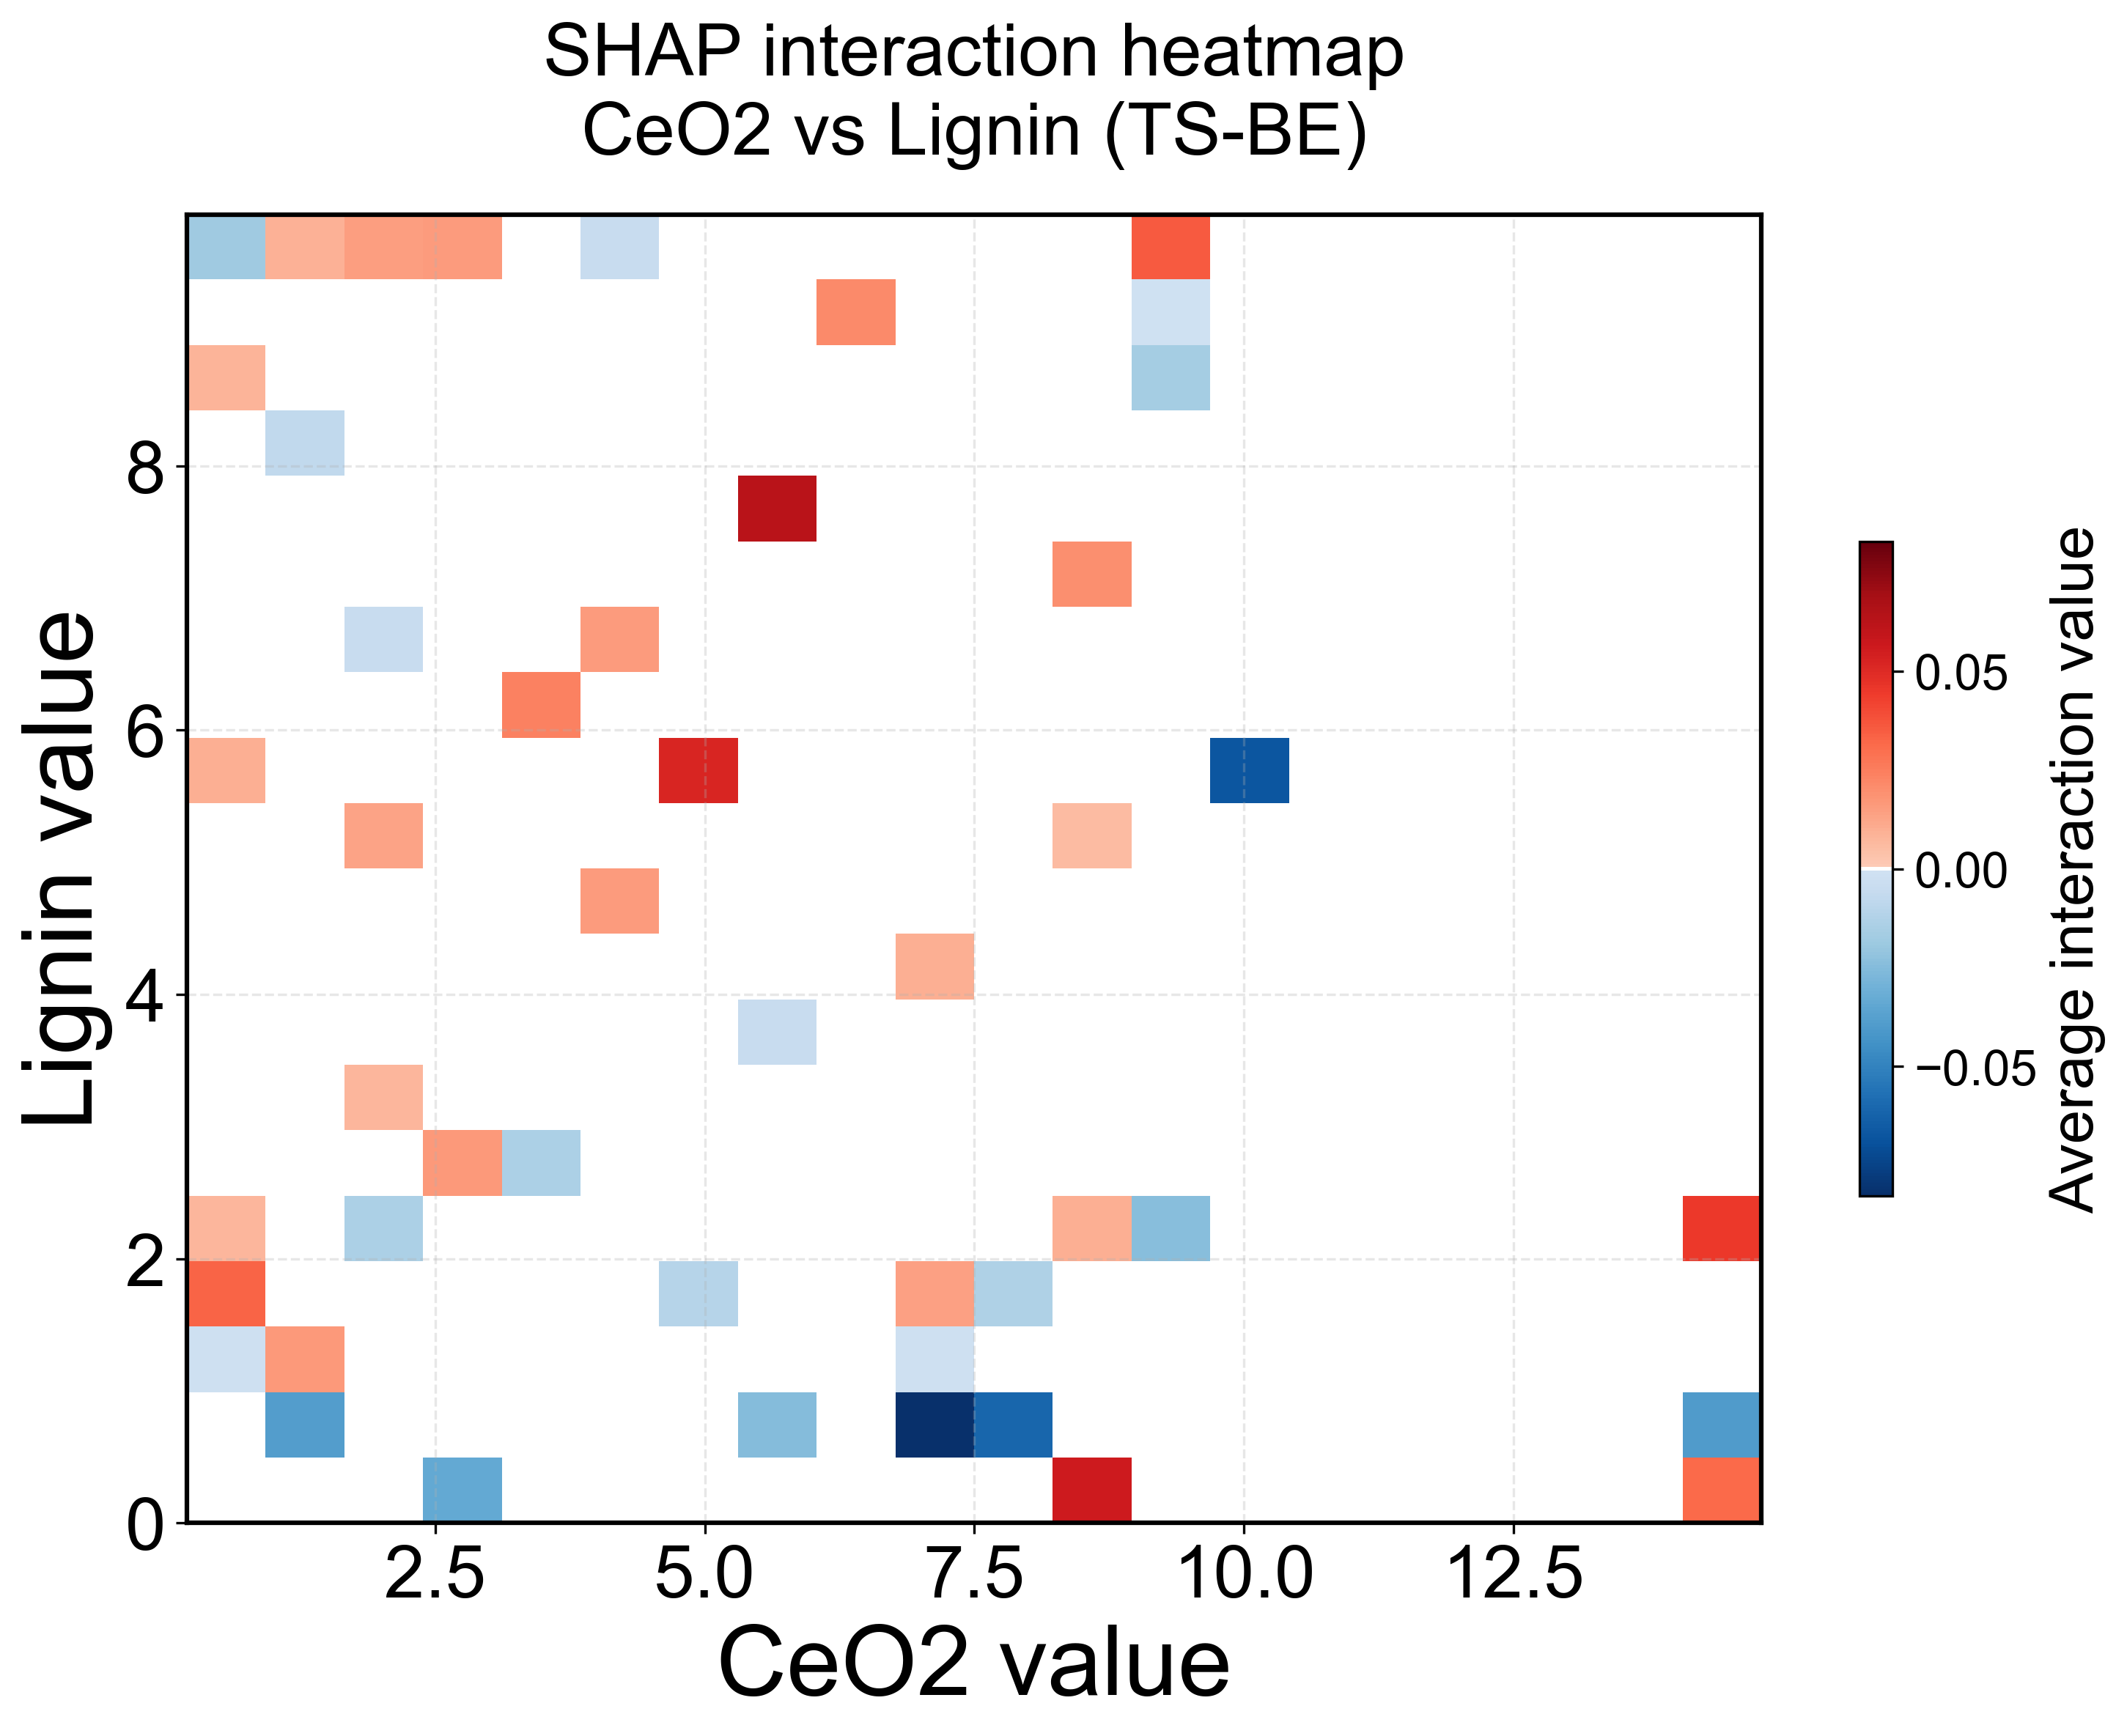 SHAP interaction heatmap
CeO2 vs Lignin (TS-BE)
Lignin value
8
6
4
2
0
2.5
5.0
7.5
10.0
12.5
CeO2 value
0.05
0.00
−0.05
Average interaction value